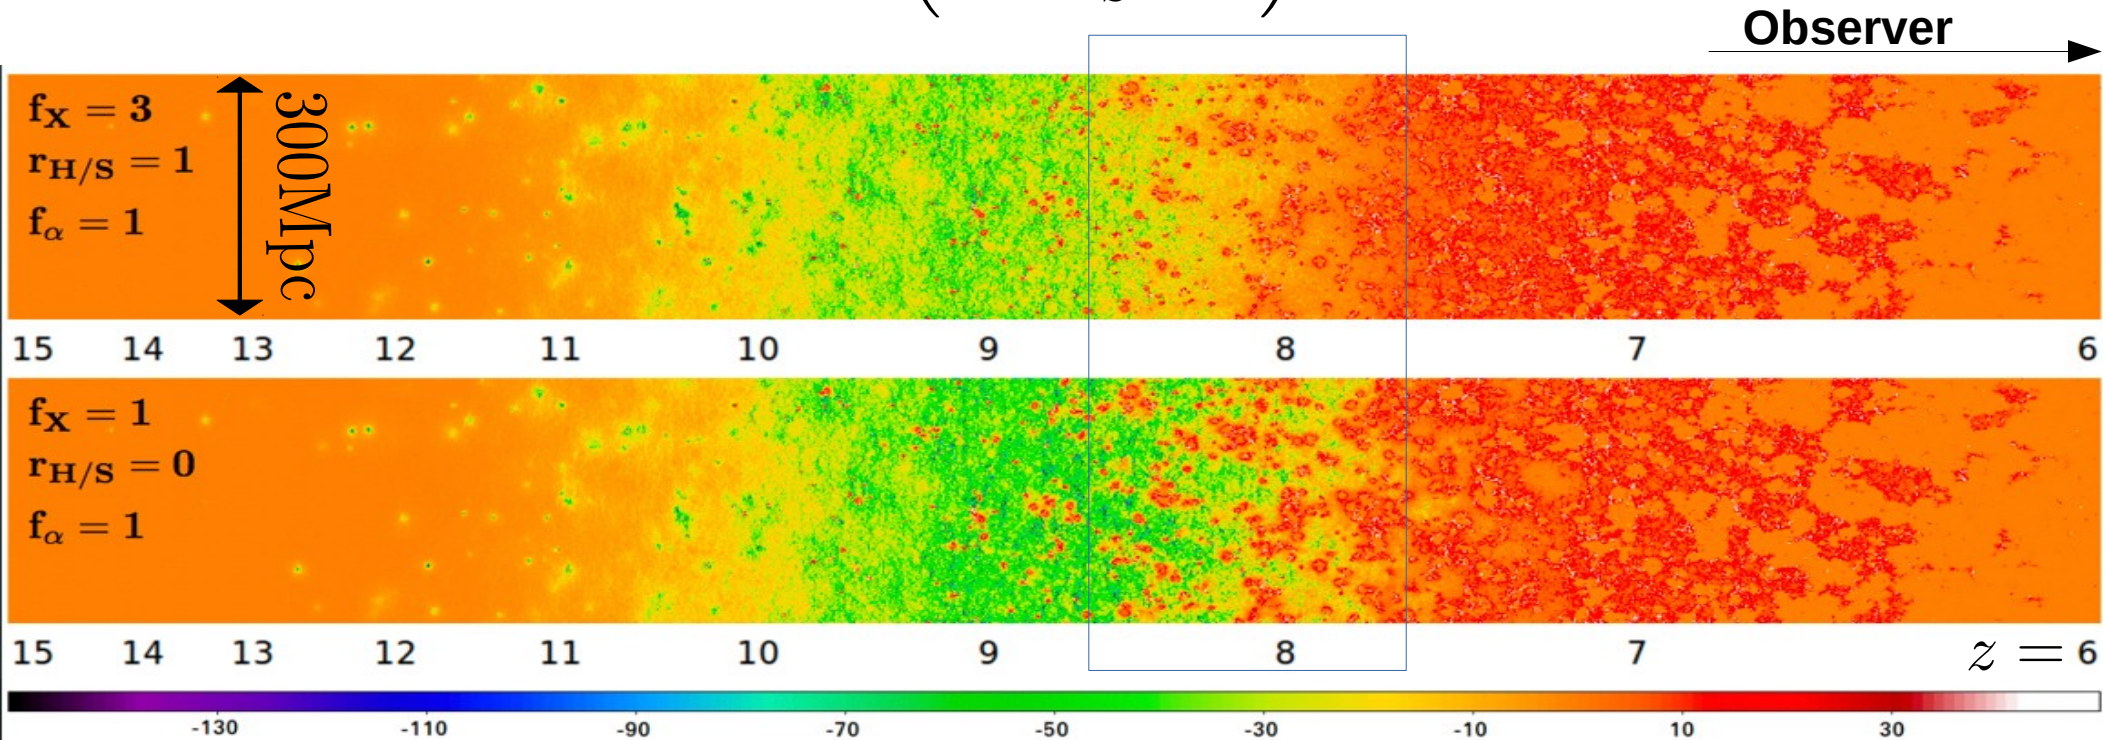 ( s )
Observer
f_X = 3
r_H/S = 1
f_α = 1
300Mpc
15 14 13 12 11 10 9 8 7 6
f_X = 1
r_H/S = 0
f_α = 1
15 14 13 12 11 10 9 8 7 z = 6
-130 -110 -90 -70 -50 -30 -10 10 30